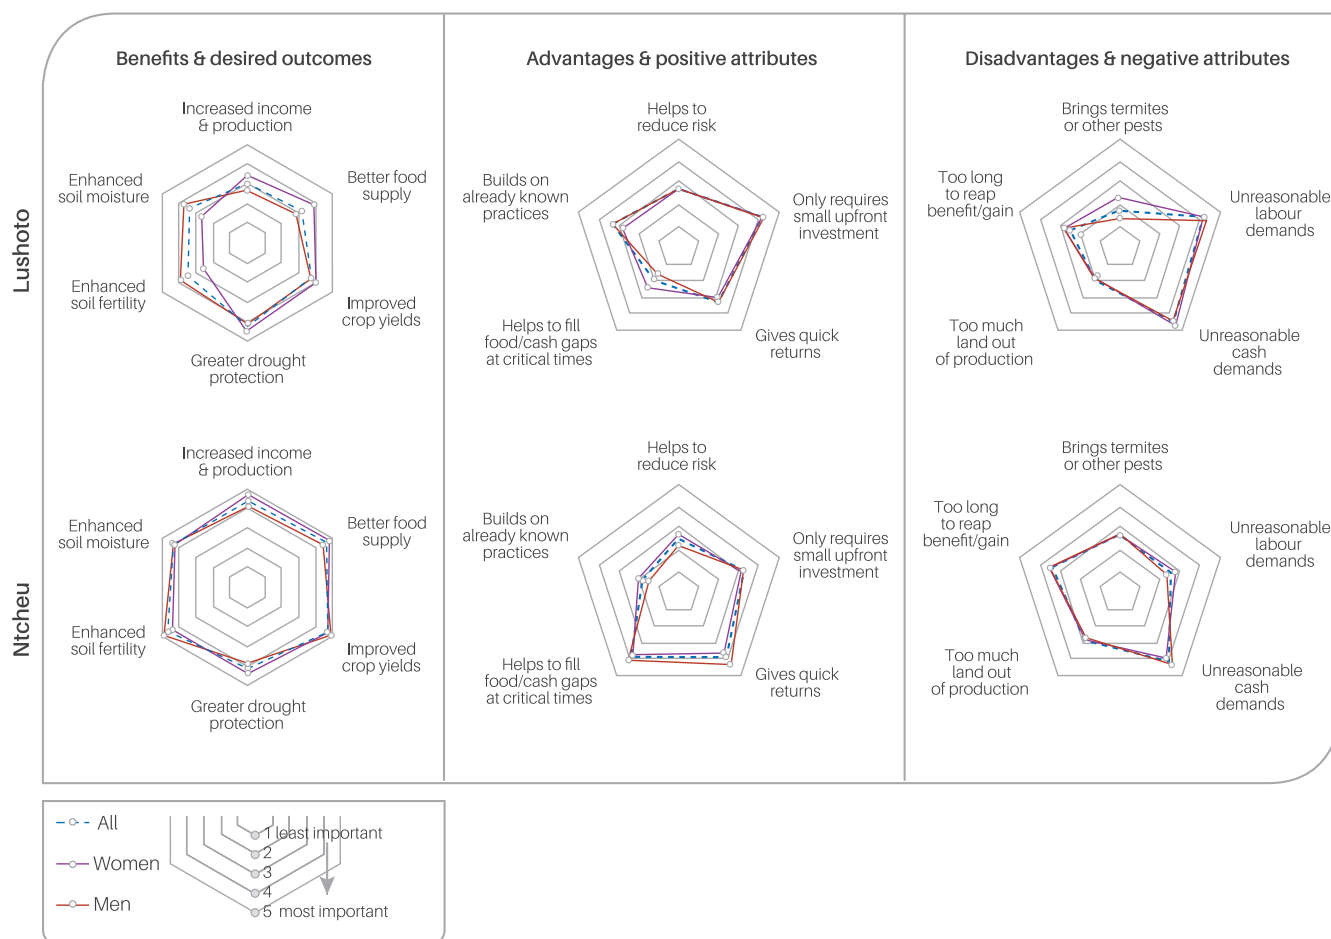 Benefits & desired outcomes
Advantages & positive attributes
Disadvantages & negative attributes
Lushoto
Increased income
& production
Better food
supply
Improved
crop yields
Greater drought
protection
Enhanced
soil fertility
Enhanced
soil moisture
Helps to
reduce risk
Only requires
small upfront
investment
Gives quick
returns
Helps to fill
food/cash gaps
at critical times
Builds on
already known
practices
Brings termites
or other pests
Unreasonable
labour
demands
Unreasonable
cash
demands
Too much
land out
of production
Too long
to reap
benefit/gain
Ntcheu
Increased income
& production
Better food
supply
Improved
crop yields
Greater drought
protection
Enhanced
soil fertility
Enhanced
soil moisture
Helps to
reduce risk
Only requires
small upfront
investment
Gives quick
returns
Helps to fill
food/cash gaps
at critical times
Builds on
already known
practices
Brings termites
or other pests
Unreasonable
labour
demands
Unreasonable
cash
demands
Too much
land out
of production
Too long
to reap
benefit/gain
All
Women
Men
1 least important
2
3
4
5 most important